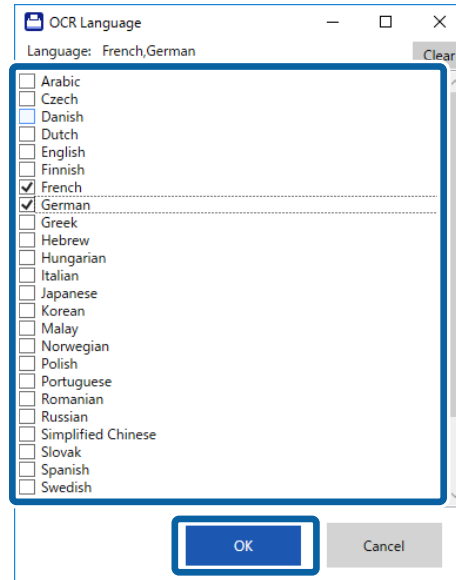 OCR Language
Language: French,German
Clear
Arabic
Czech
Danish
Dutch
English
Finnish
French
German
Greek
Hebrew
Hungarian
Italian
Japanese
Korean
Malay
Norwegian
Polish
Portuguese
Romanian
Russian
Simplified Chinese
Slovak
Spanish
Swedish
OK
Cancel